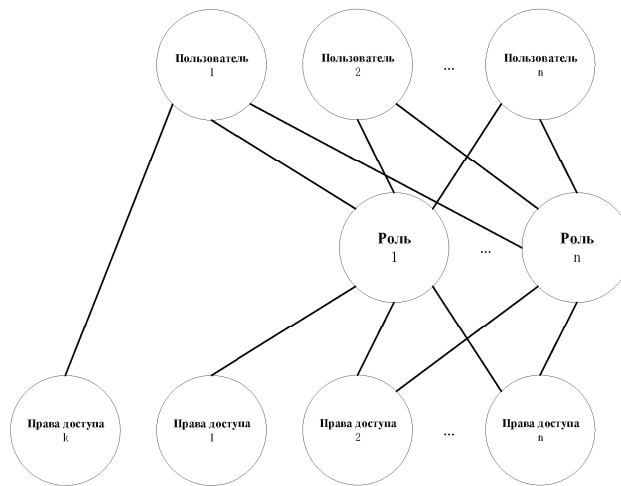 Пользователь
1
Пользователь
2
...
Пользователь
n
Роль
1
...
Роль
n
Права доступа
k
Права доступа
1
Права доступа
2
...
Права доступа
n